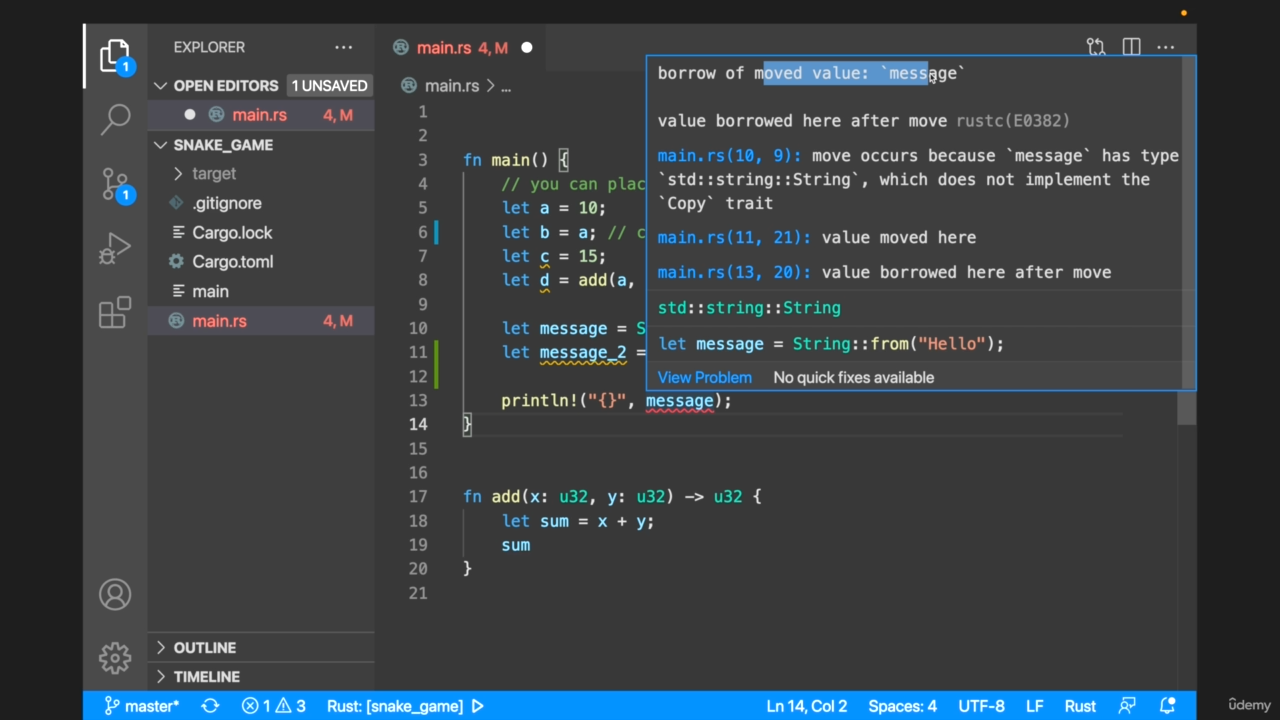 EXPLORER
OPEN EDITORS 1 UNSAVED
main.rs 4, M
SNAKE_GAME
target
.gitignore
Cargo.lock
Cargo.toml
main
main.rs 4, M
OUTLINE
TIMELINE
main.rs 4, M
main.rs > ...
1
2
3 fn main() {
4 // you can plac
5 let a = 10;
6 let b = a; // c
7 let c = 15;
8 let d = add(a,
9
10 let message = S
11 let message_2 =
12
13 println!("{}", message);
14 }
15
16
17 fn add(x: u32, y: u32) -> u32 {
18 let sum = x + y;
19 sum
20 }
21
borrow of moved value: `message`
value borrowed here after move rustc(E0382)
main.rs(10, 9): move occurs because `message` has type
`std::string::String`, which does not implement the
`Copy` trait
main.rs(11, 21): value moved here
main.rs(13, 20): value borrowed here after move
std::string::String
let message = String::from("Hello");
View Problem No quick fixes available
1
1
master* 1 3 Rust: [snake_game] Ln 14, Col 2 Spaces: 4 UTF-8 LF Rust
ûdemy